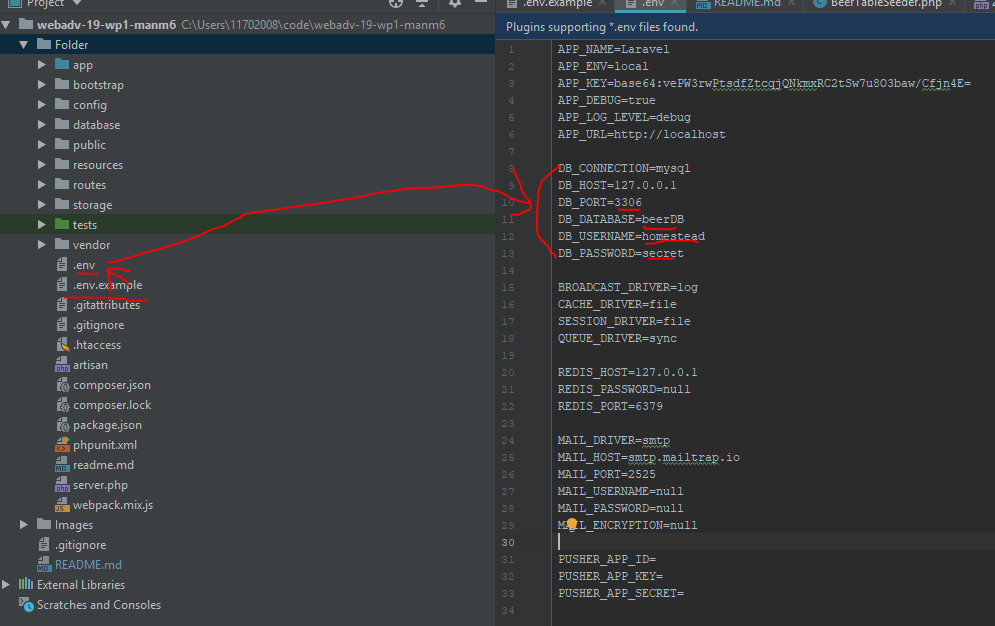 Project
webadv-19-wp1-manm6 C:\Users\11702008\code\webadv-19-wp1-manm6
Folder
app
bootstrap
config
database
public
resources
routes
storage
tests
vendor
.env
.env.example
.gitattributes
.gitignore
.htaccess
artisan
composer.json
composer.lock
package.json
phpunit.xml
readme.md
server.php
webpack.mix.js
Images
.gitignore
README.md
External Libraries
Scratches and Consoles
.env.example .env README.md BeerTableSeeder.php
Plugins supporting *.env files found.
1 APP_NAME=Laravel
2 APP_ENV=local
3 APP_KEY=base64:vePW3rwPtsdfZtcqjQNkmxRC2tSw7u8O3baw/Cfjn4E=
4 APP_DEBUG=true
5 APP_LOG_LEVEL=debug
6 APP_URL=http://localhost
7
8 DB_CONNECTION=mysql
9 DB_HOST=127.0.0.1
10 DB_PORT=3306
11 DB_DATABASE=beerDB
12 DB_USERNAME=homestead
13 DB_PASSWORD=secret
14
15 BROADCAST_DRIVER=log
16 CACHE_DRIVER=file
17 SESSION_DRIVER=file
18 QUEUE_DRIVER=sync
19
20 REDIS_HOST=127.0.0.1
21 REDIS_PASSWORD=null
22 REDIS_PORT=6379
23
24 MAIL_DRIVER=smtp
25 MAIL_HOST=smtp.mailtrap.io
26 MAIL_PORT=2525
27 MAIL_USERNAME=null
28 MAIL_PASSWORD=null
29 MAIL_ENCRYPTION=null
30
31 PUSHER_APP_ID=
32 PUSHER_APP_KEY=
33 PUSHER_APP_SECRET=
34